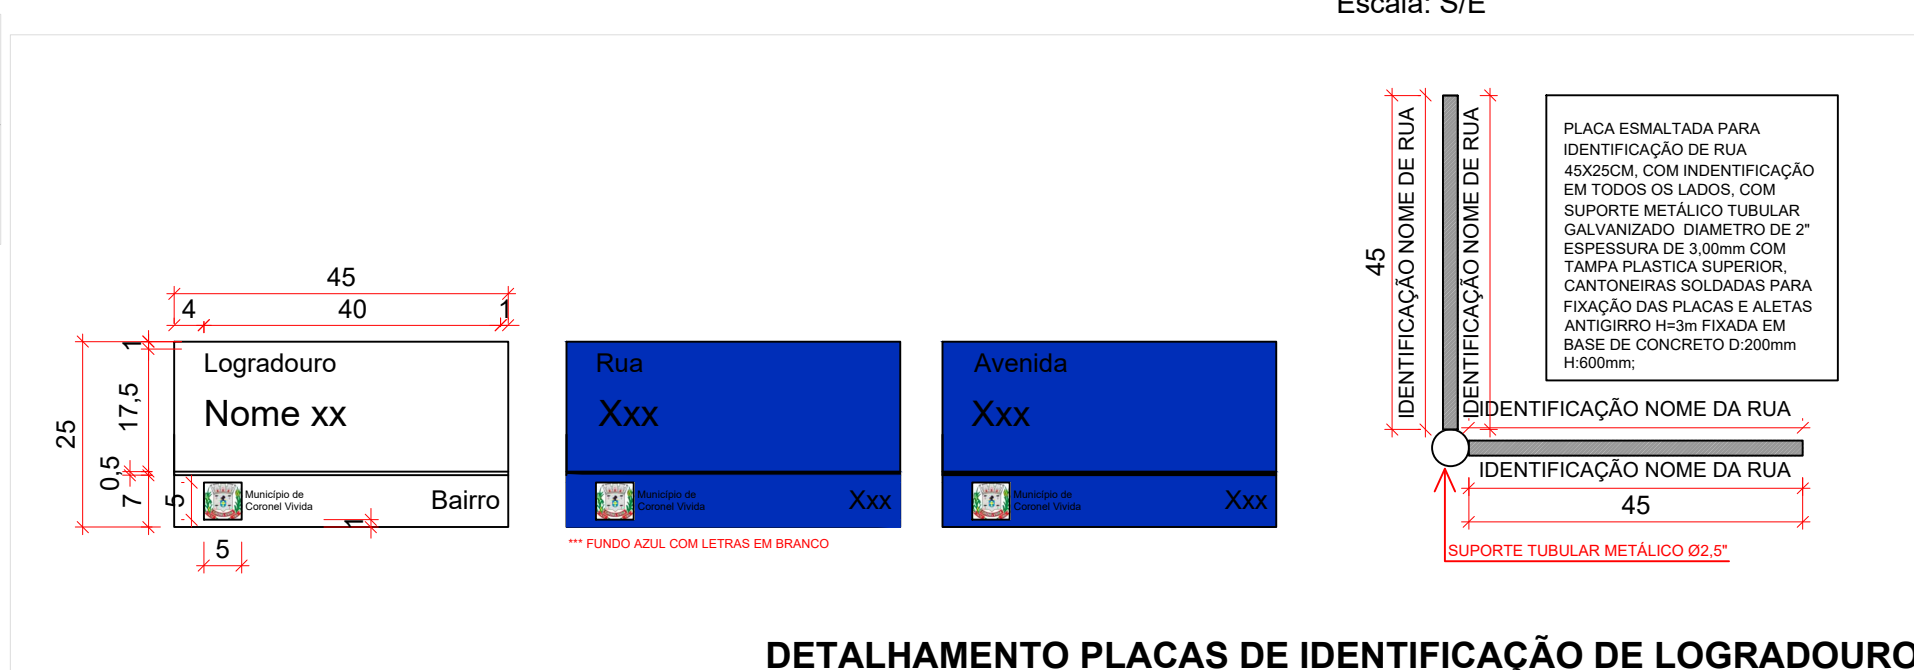 Escala: S/E
45
4
40
1
1
17,5
25
0,5
7
5
5
1
Logradouro
Nome xx
Município de
Coronel Vivida
Bairro
Rua
Xxx
Município de
Coronel Vivida
Xxx
*** FUNDO AZUL COM LETRAS EM BRANCO
Avenida
Xxx
Município de
Coronel Vivida
Xxx
45
IDENTIFICAÇÃO NOME DE RUA
IDENTIFICAÇÃO NOME DE RUA
IDENTIFICAÇÃO NOME DA RUA
IDENTIFICAÇÃO NOME DA RUA
45
SUPORTE TUBULAR METÁLICO Ø2,5"
PLACA ESMALTADA PARA
IDENTIFICAÇÃO DE RUA
45X25CM, COM INDENTIFICAÇÃO
EM TODOS OS LADOS, COM
SUPORTE METÁLICO TUBULAR
GALVANIZADO DIAMETRO DE 2"
ESPESSURA DE 3,00mm COM
TAMPA PLASTICA SUPERIOR,
CANTONEIRAS SOLDADAS PARA
FIXAÇÃO DAS PLACAS E ALETAS
ANTIGIRRO H=3m FIXADA EM
BASE DE CONCRETO D:200mm
H:600mm;
DETALHAMENTO PLACAS DE IDENTIFICAÇÃO DE LOGRADOURO